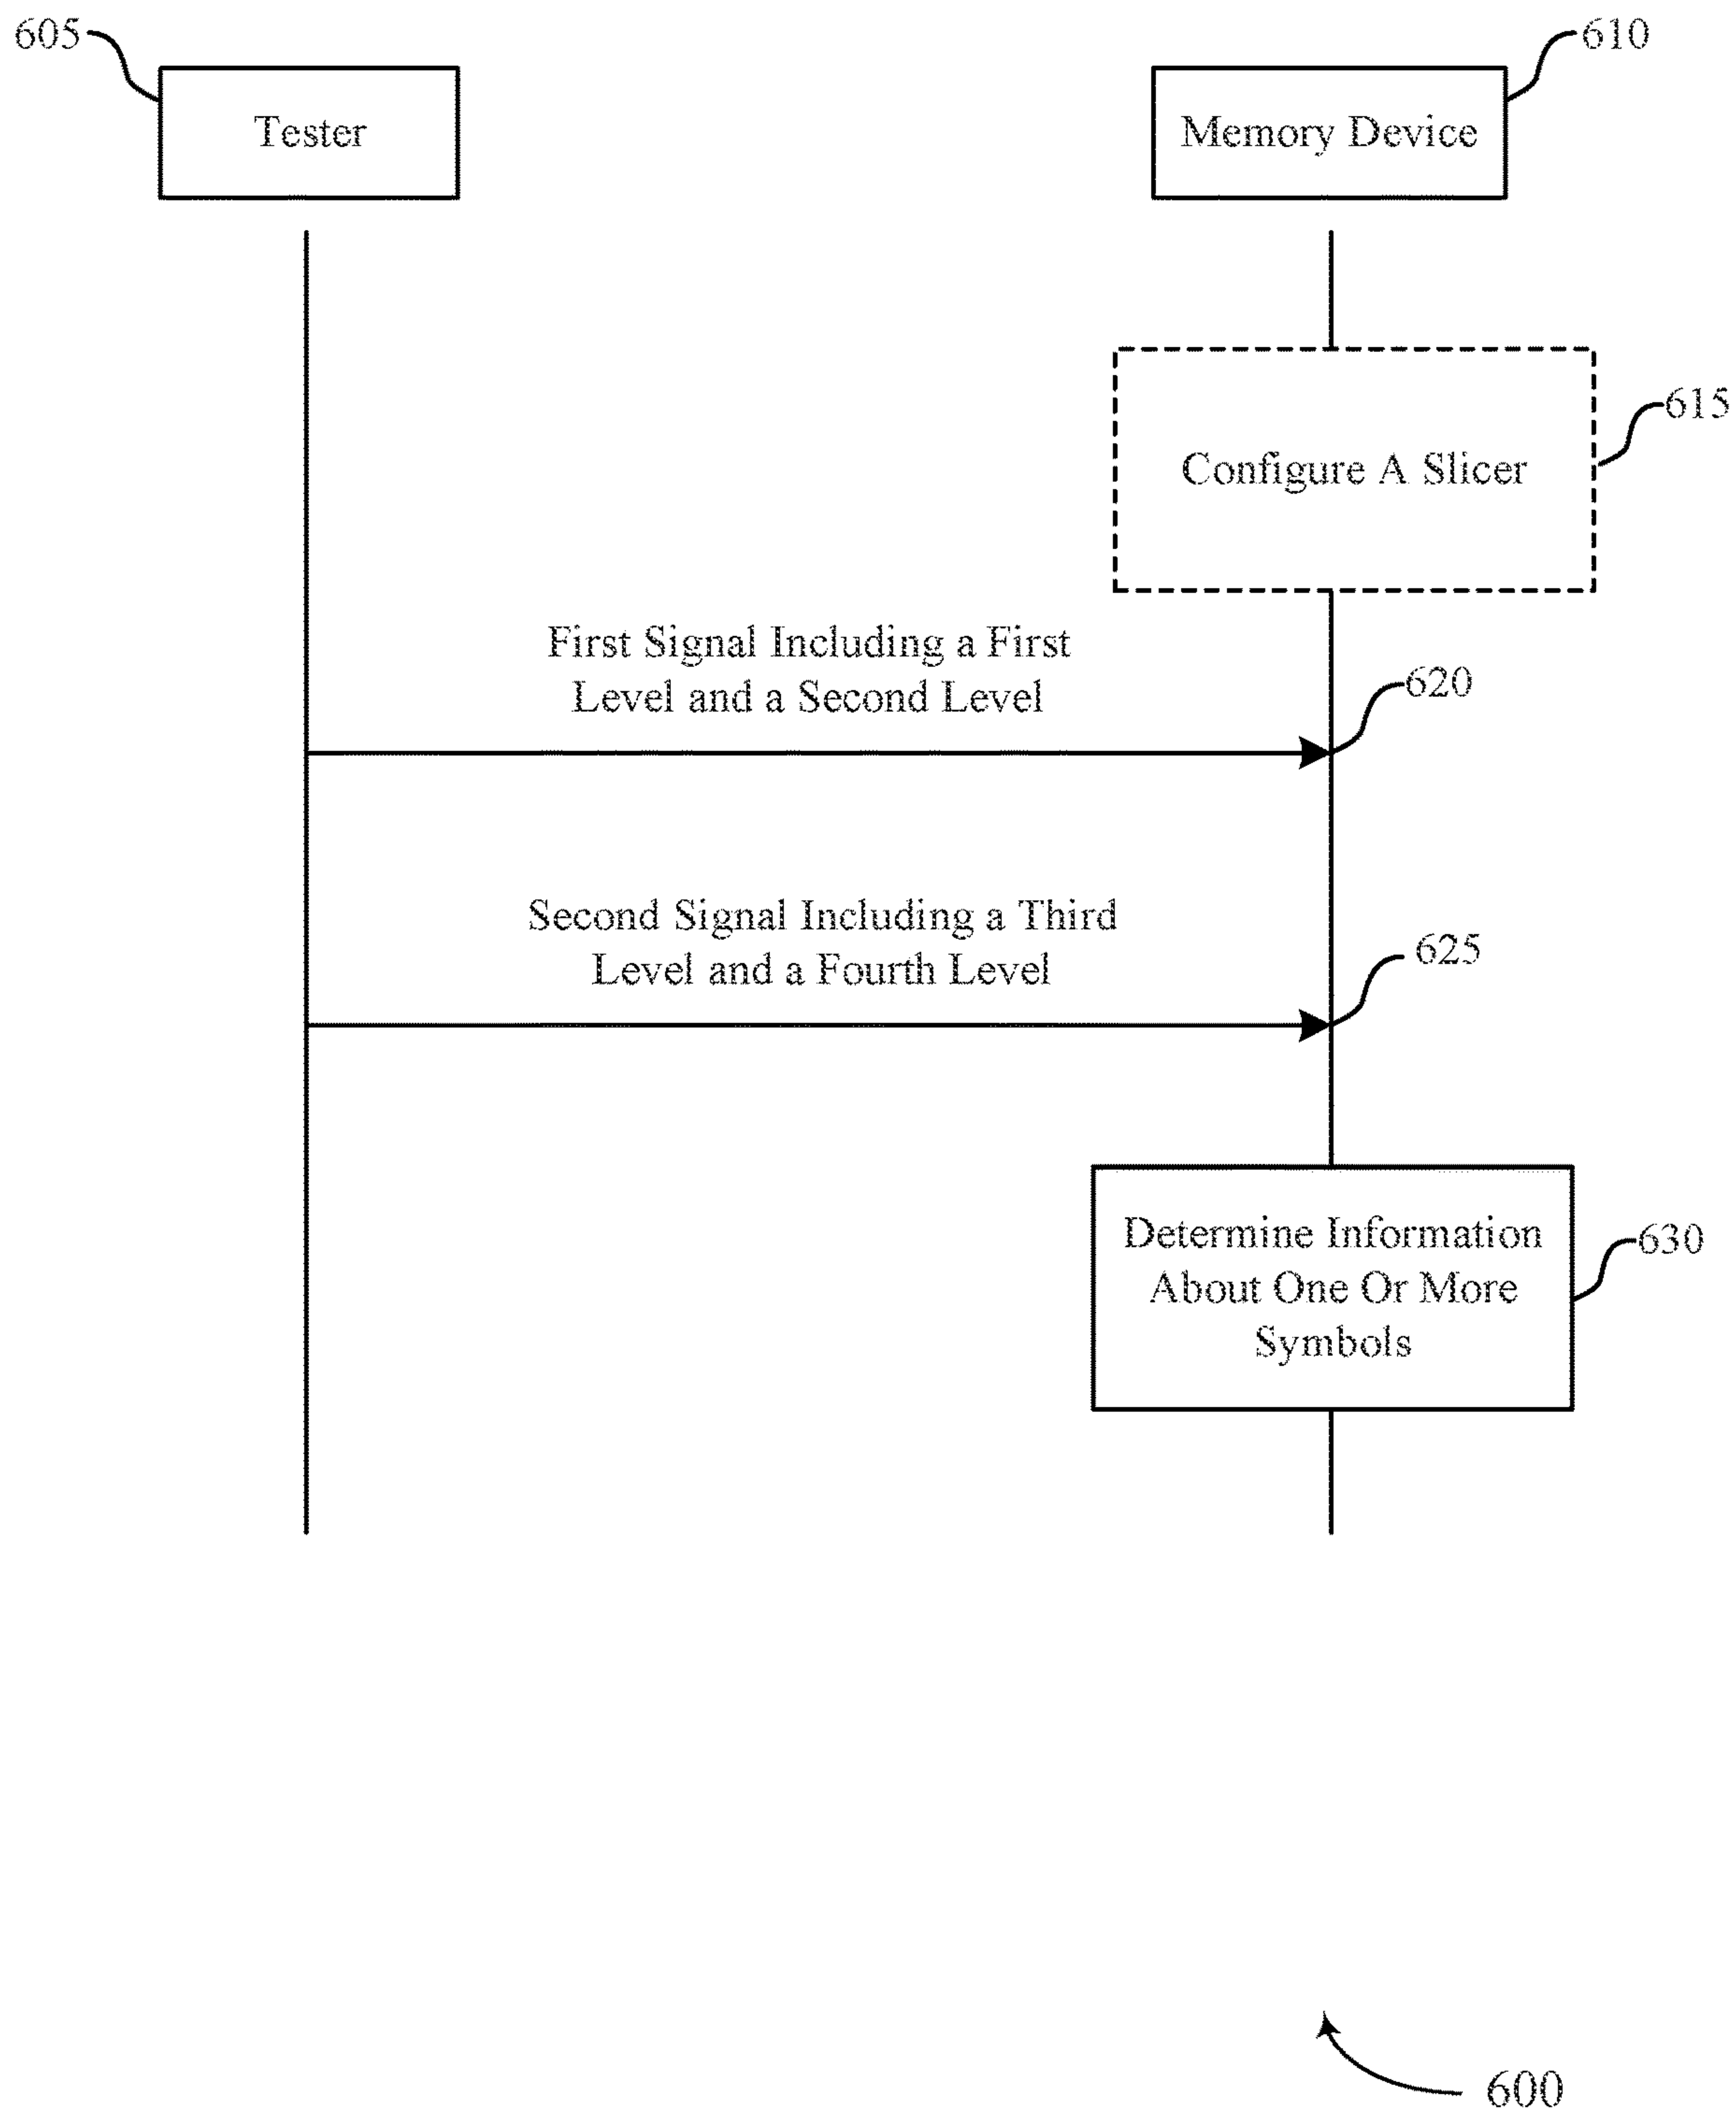 605
610
Tester
Memory Device
615
Configure A Slicer
First Signal Including a First
Level and a Second Level
620
Second Signal Including a Third
Level and a Fourth Level
625
Determine Information
About One Or More
Symbols
630
600